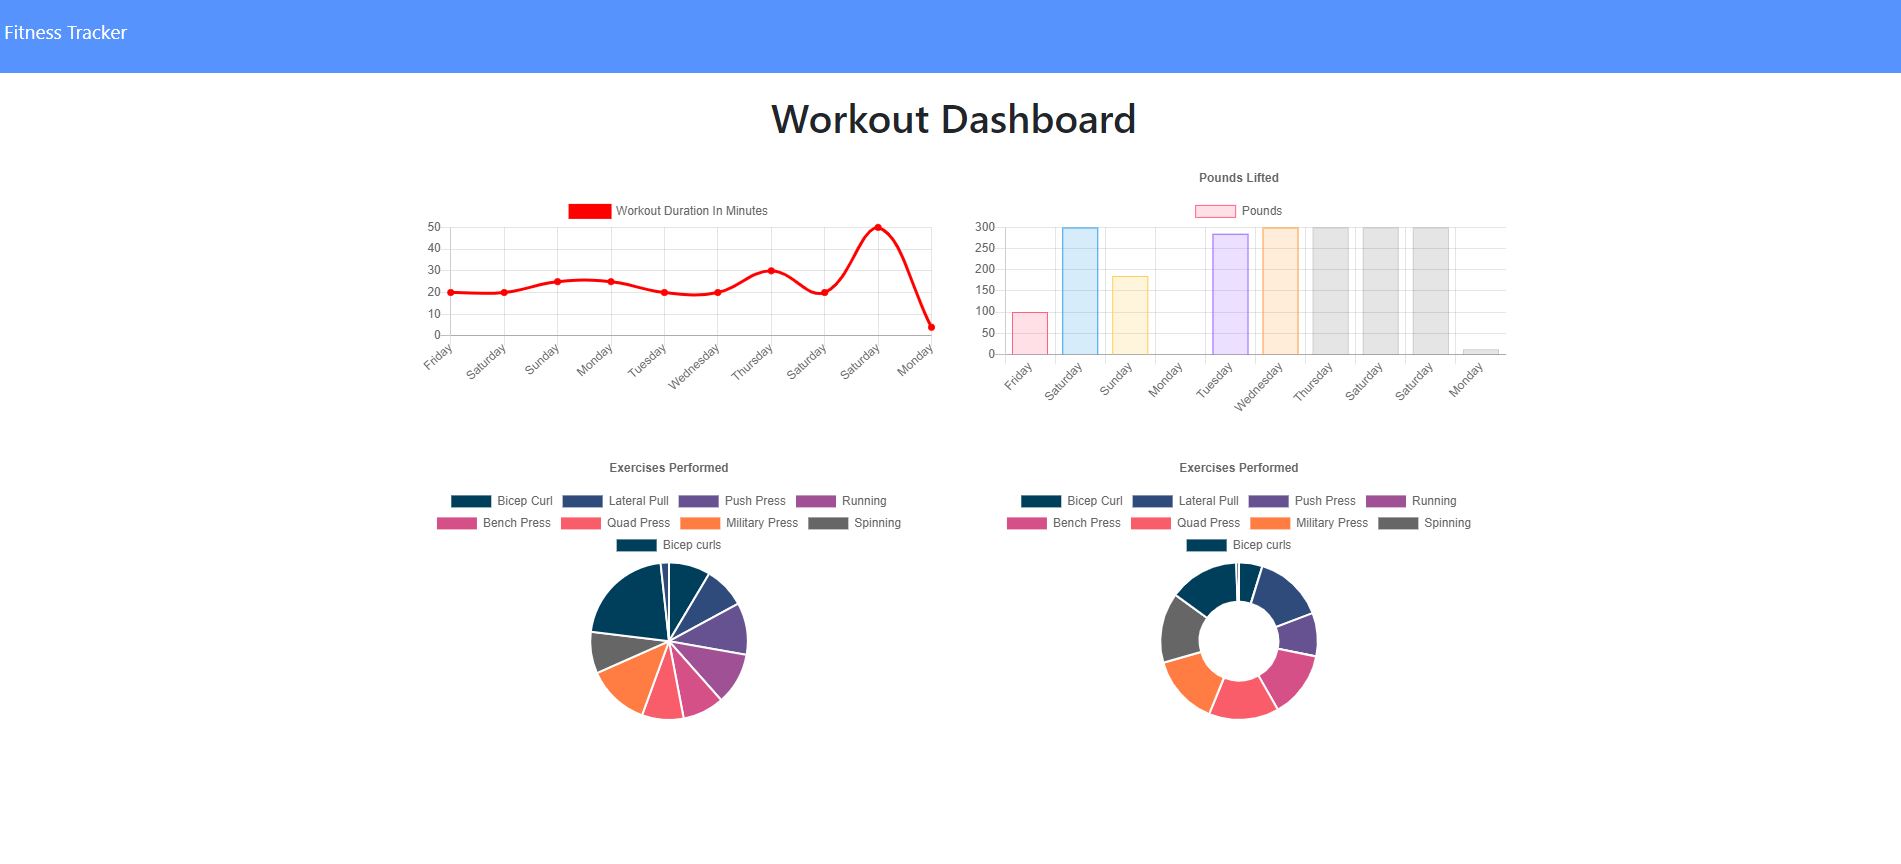 Fitness Tracker
Workout Dashboard
Workout Duration In Minutes
50
40
30
20
10
0
Friday Saturday Sunday Monday Tuesday Wednesday Thursday Saturday Saturday Monday
Pounds Lifted
Pounds
300
250
200
150
100
50
0
Friday Saturday Sunday Monday Tuesday Wednesday Thursday Saturday Saturday Monday
Exercises Performed
Bicep Curl Lateral Pull Push Press Running
Bench Press Quad Press Military Press Spinning
Bicep curls
Exercises Performed
Bicep Curl Lateral Pull Push Press Running
Bench Press Quad Press Military Press Spinning
Bicep curls